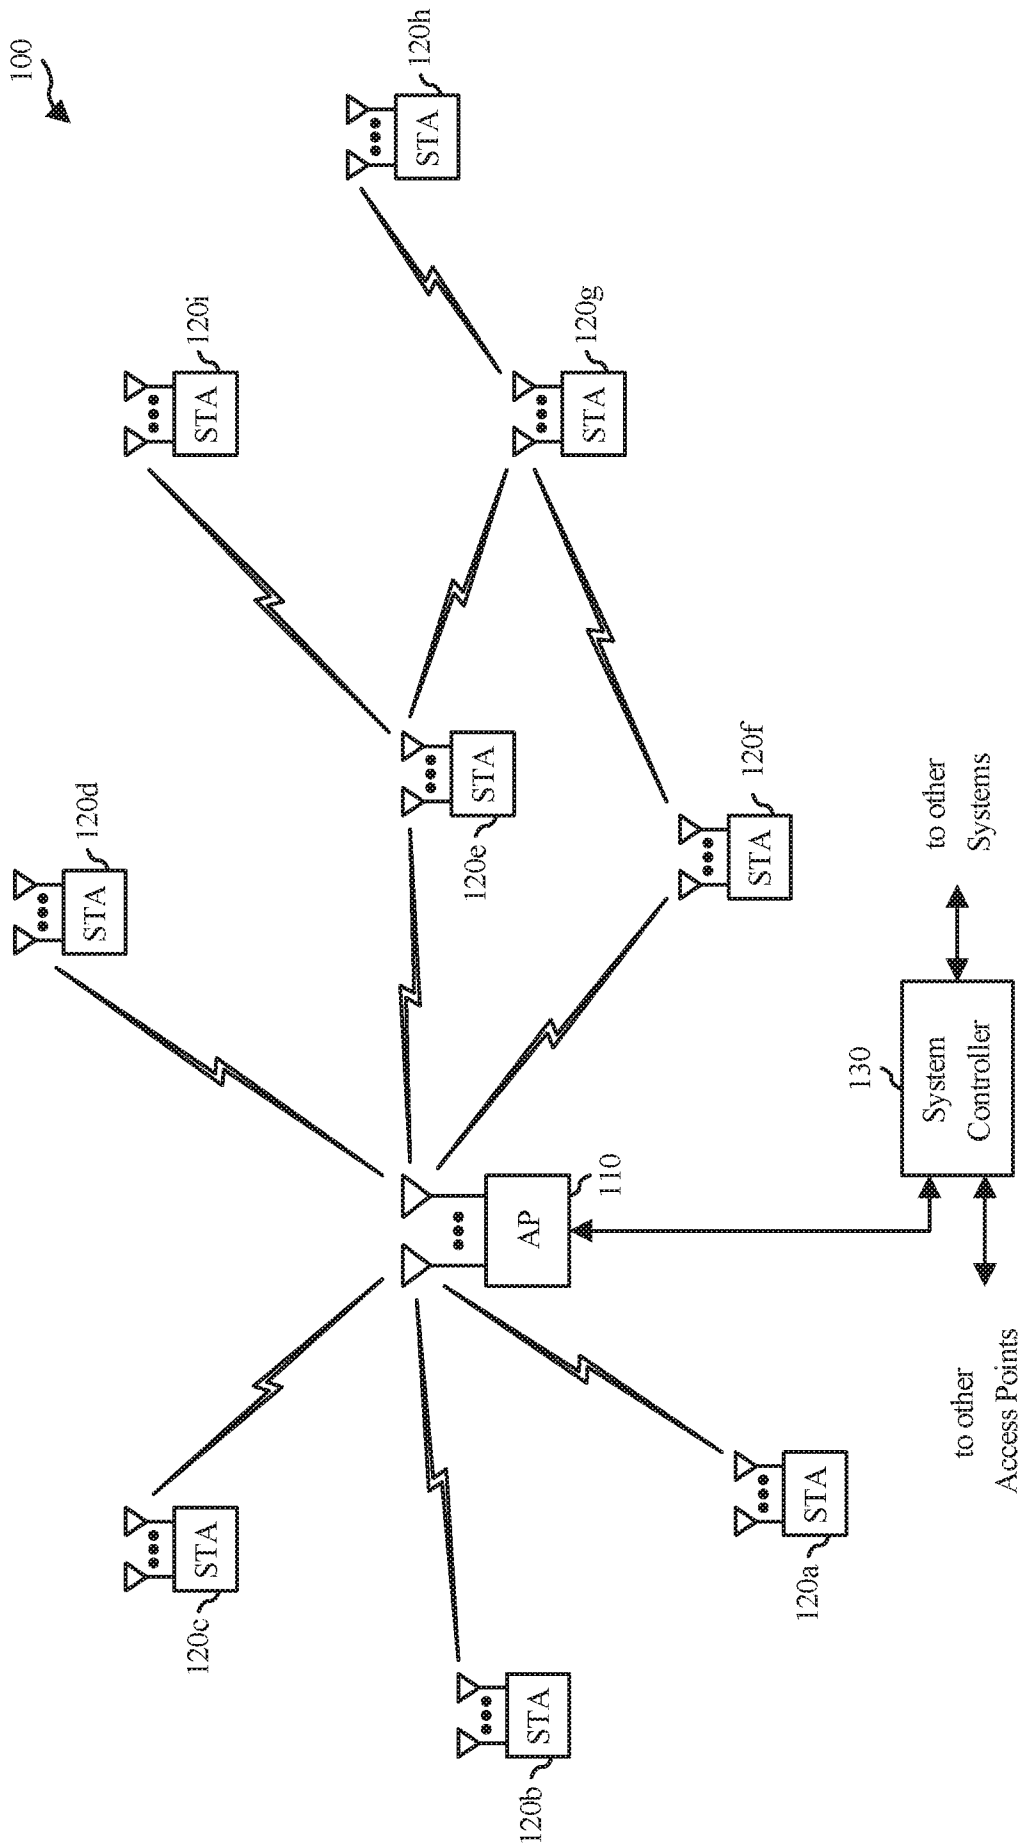 100
120d
STA
120c
STA
120i
STA
120h
STA
120b
STA
110
AP
120e
STA
120g
STA
120a
STA
120f
STA
130
System
Controller
to other
Access Points
to other
Systems